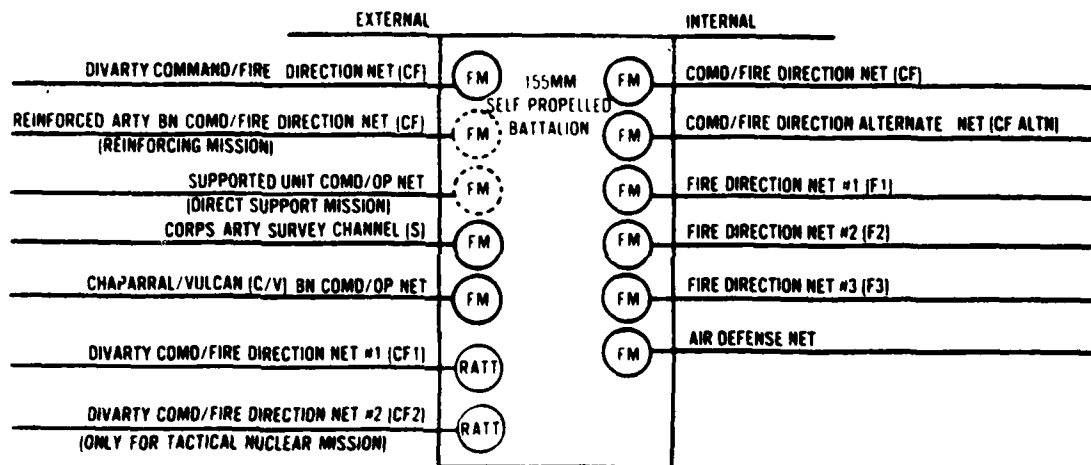 EXTERNAL
INTERNAL
155MM
SELF PROPELLED
BATTALION
DIVARTY COMMAND/FIRE DIRECTION NET (CF)
FM
REINFORCED ARTY BN COMD/FIRE DIRECTION NET (CF)
(REINFORCING MISSION)
FM
SUPPORTED UNIT COMD/OP NET
(DIRECT SUPPORT MISSION)
FM
CORPS ARTY SURVEY CHANNEL (S)
FM
CHAPARRAL/VULCAN (C/V) BN COMD/OP NET
FM
DIVARTY COMD/FIRE DIRECTION NET #1 (CF1)
RATT
DIVARTY COMD/FIRE DIRECTION NET #2 (CF2)
(ONLY FOR TACTICAL NUCLEAR MISSION)
RATT
FM
COMD/FIRE DIRECTION NET (CF)
FM
COMD/FIRE DIRECTION ALTERNATE NET (CF ALTN)
FM
FIRE DIRECTION NET #1 (F1)
FM
FIRE DIRECTION NET #2 (F2)
FM
FIRE DIRECTION NET #3 (F3)
FM
AIR DEFENSE NET